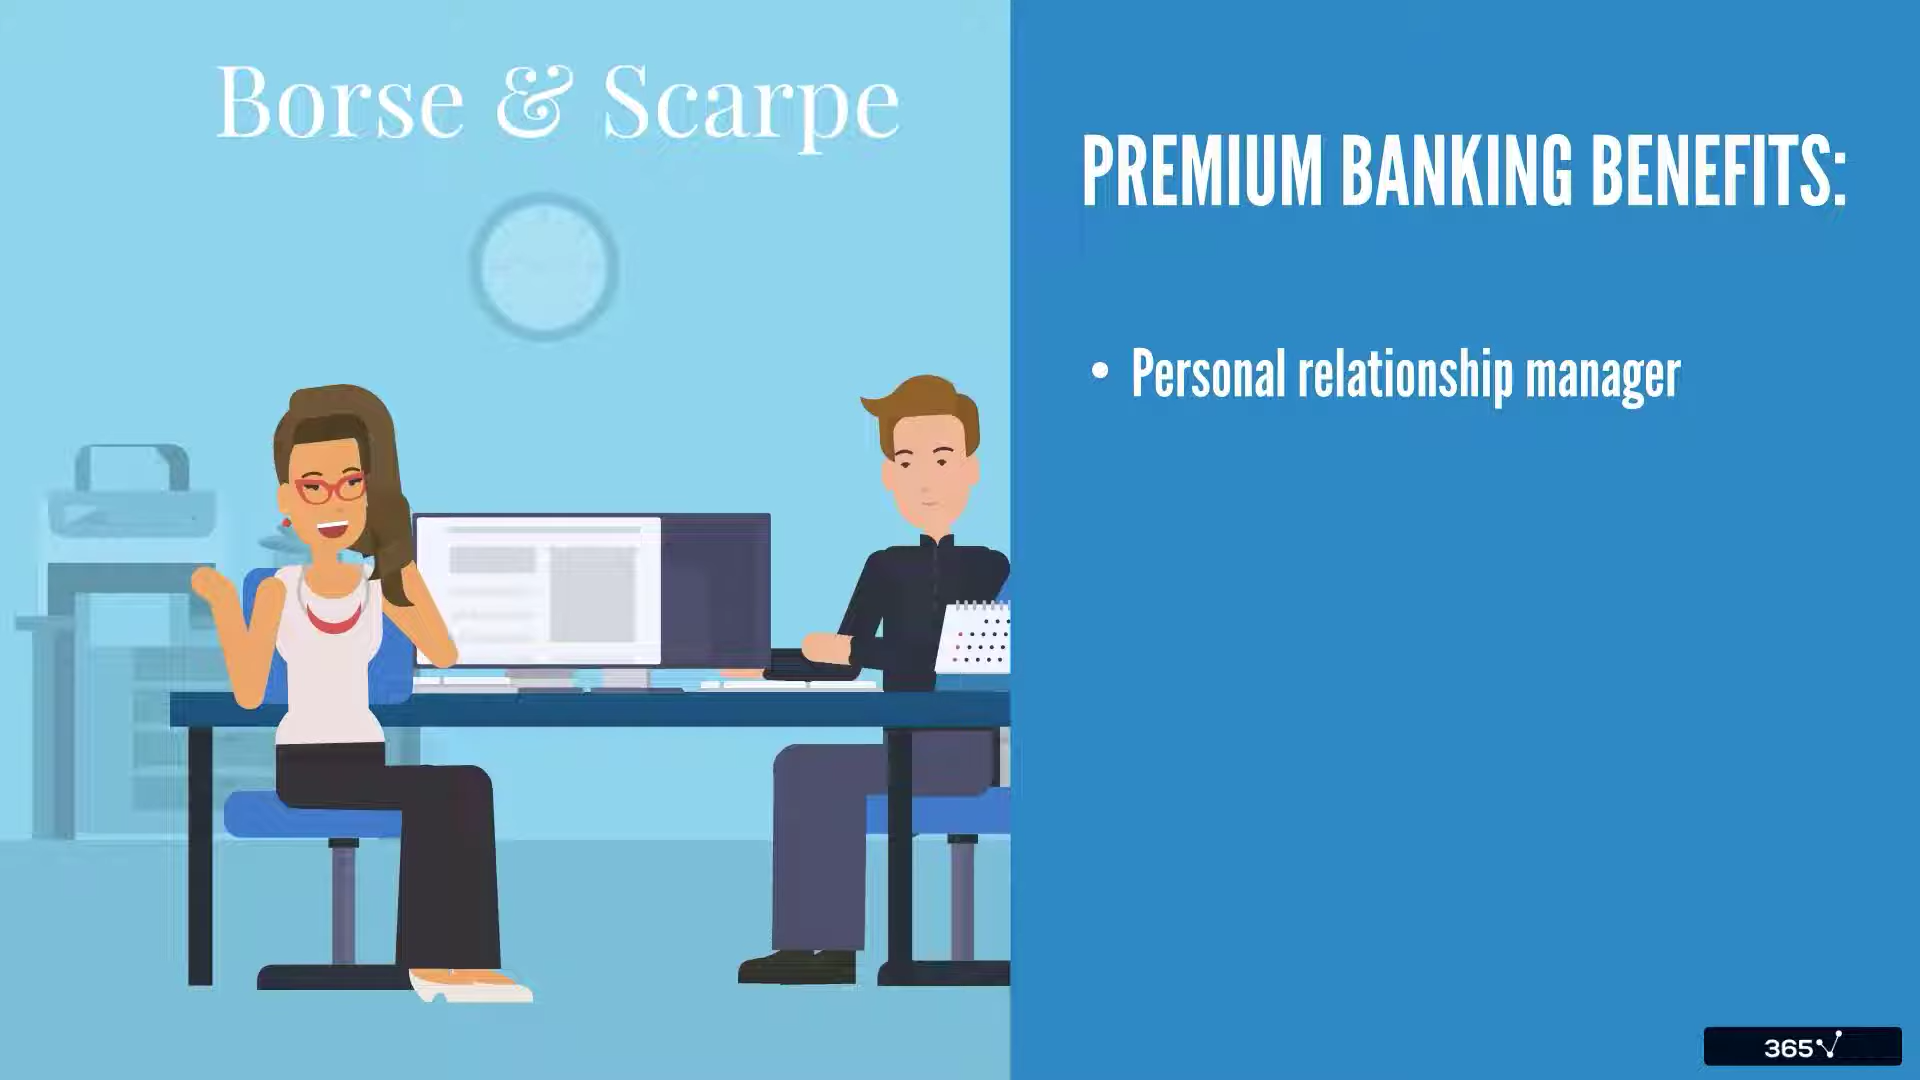 Borse & Scarpe
PREMIUM BANKING BENEFITS:
• Personal relationship manager
365